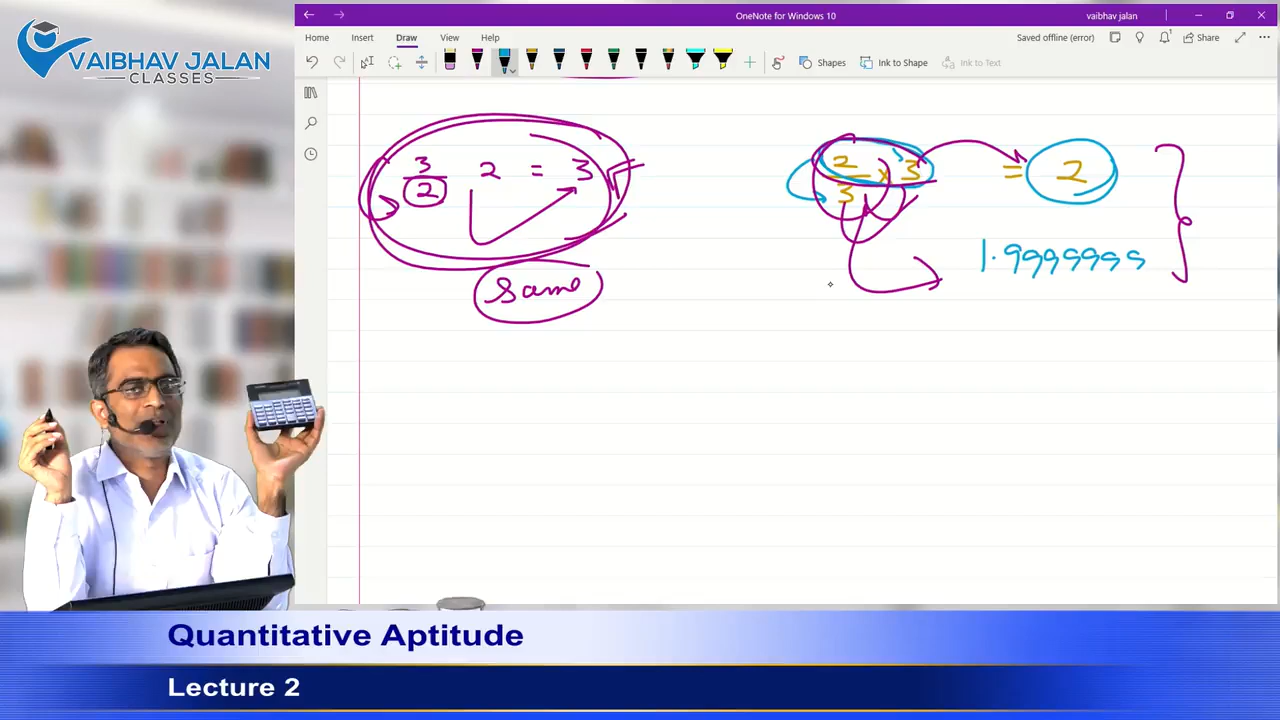 VAIBHAV JALAN
CLASSES
OneNote for Windows 10
vaibhav jalan
Home Insert Draw View Help
Saved offline (error)
Share
Shapes
Ink to Shape
Ink to Text
3/2 2 = 3
same
2/3 × 3 = 2
1.9999999
Quantitative Aptitude
Lecture 2